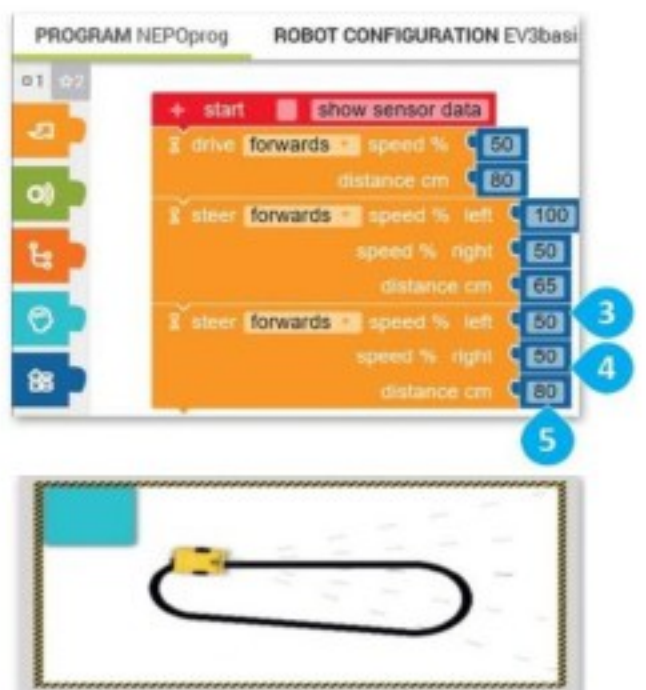 PROGRAM NEPOprog ROBOT CONFIGURATION EV3basi
1 2
+ start show sensor data
drive forwards speed % 50
distance cm 80
steer forwards speed % left 100
speed % right 50
distance cm 65
steer forwards speed % left 50
3
speed % right 50
4
distance cm 80
5